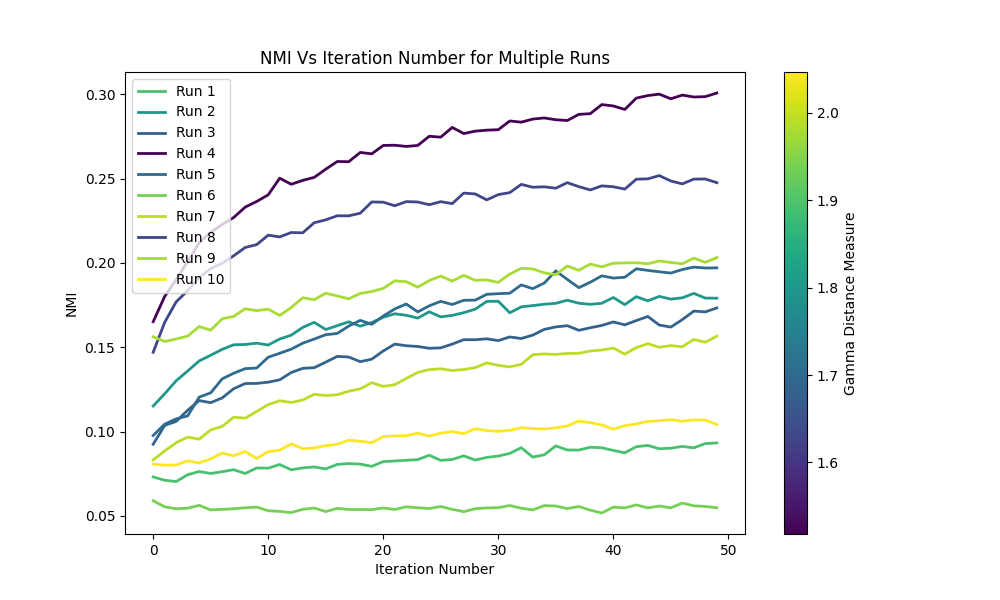 NMI Vs Iteration Number for Multiple Runs
Run 1
Run 2
Run 3
Run 4
Run 5
Run 6
Run 7
Run 8
Run 9
Run 10
0.30
0.25
0.20
0.15
0.10
0.05
NMI
0
10
20
30
40
50
Iteration Number
2.0
1.9
1.8
1.7
1.6
Gamma Distance Measure